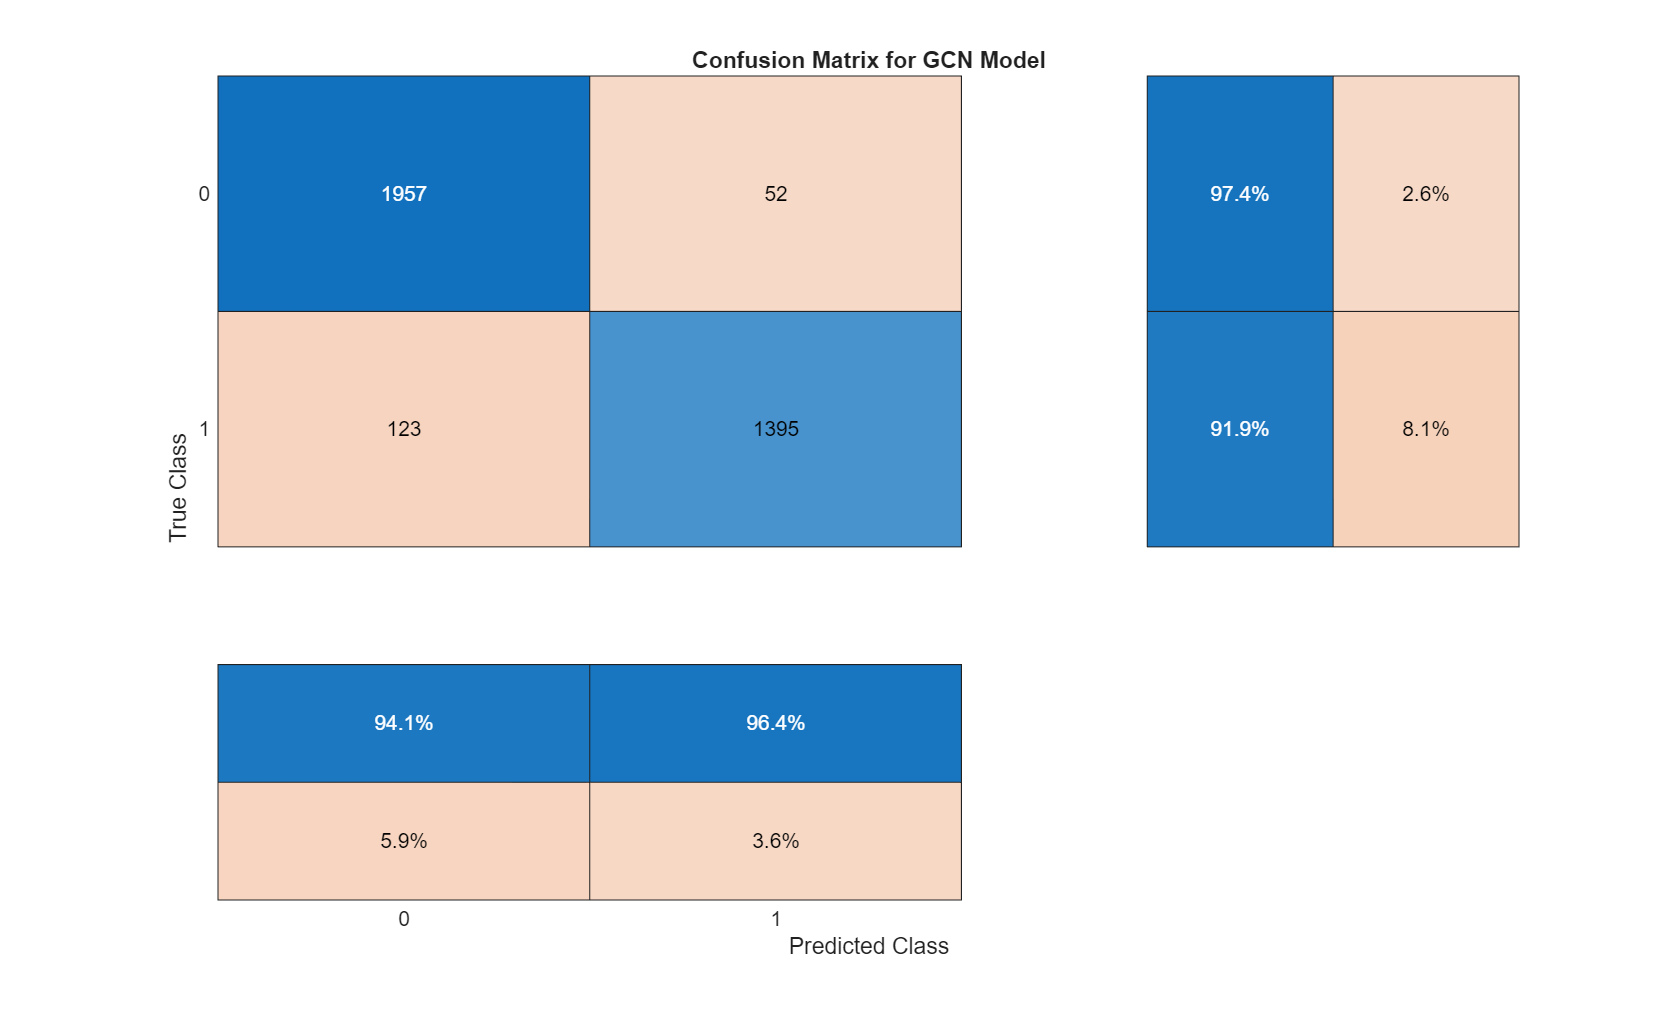 Confusion Matrix for GCN Model
0 1957 52 97.4% 2.6%
1 123 1395 91.9% 8.1%
True Class
94.1% 96.4%
5.9% 3.6%
0 1
Predicted Class